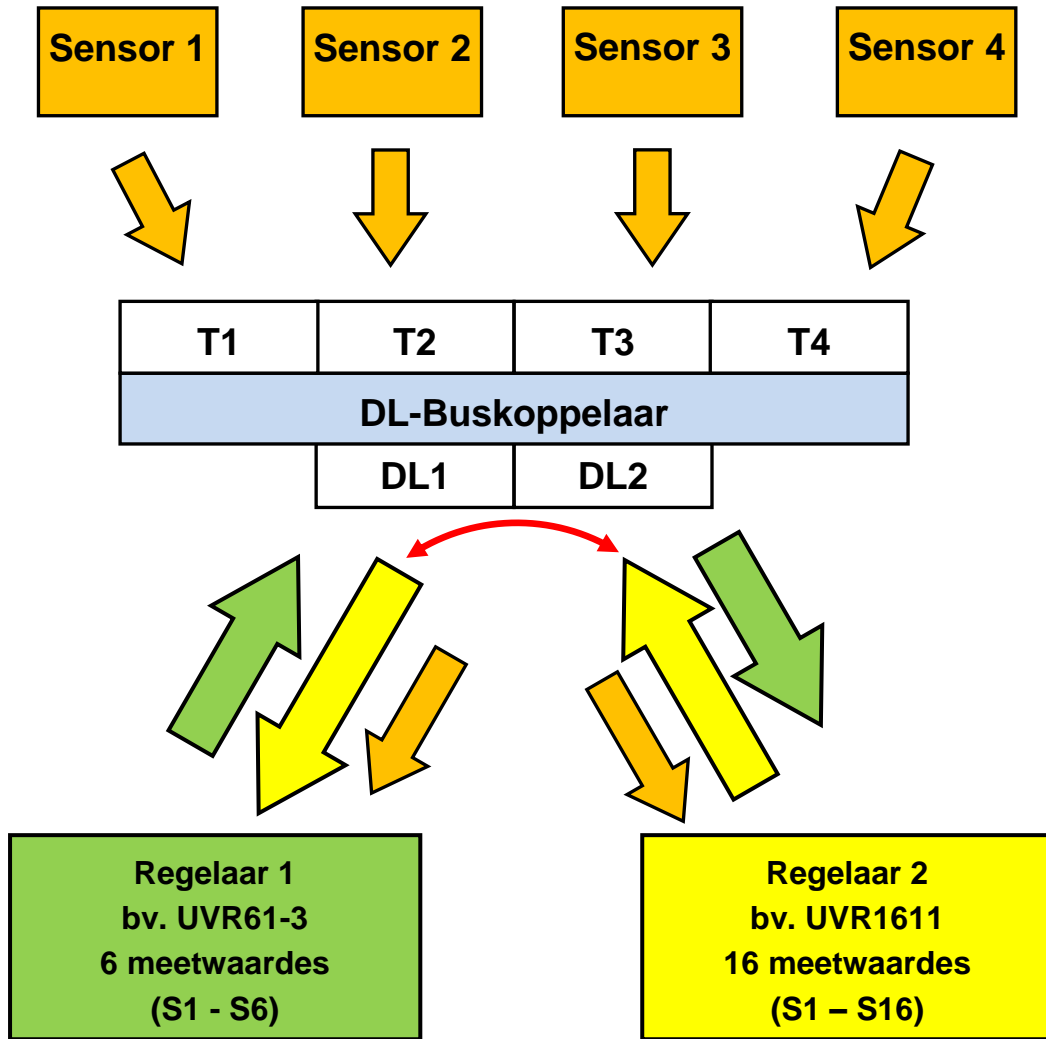 Sensor 1
Sensor 2
Sensor 3
Sensor 4
T1
T2
T3
T4
DL-Buskoppelaar
DL1
DL2
Regelaar 1
bv. UVR61-3
6 meetwaardes
(S1 - S6)
Regelaar 2
bv. UVR1611
16 meetwaardes
(S1 – S16)